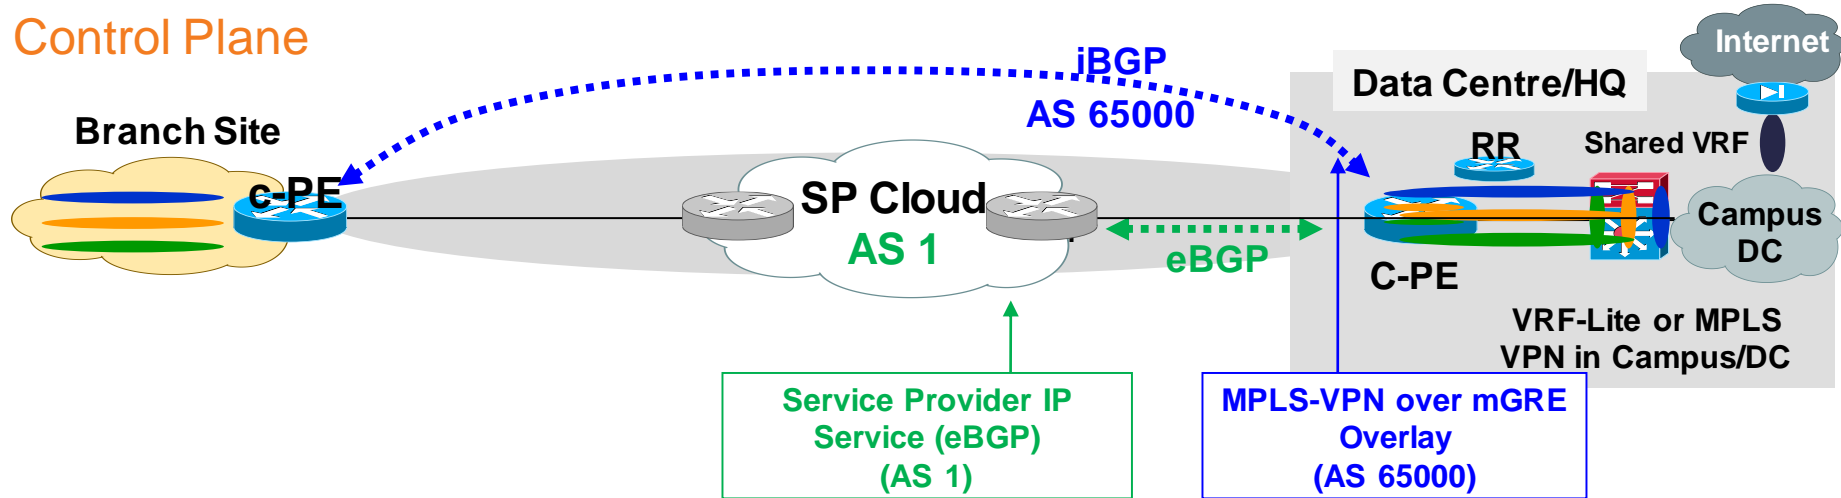 Control Plane
iBGP
AS 65000
Internet
Data Centre/HQ
Branch Site
RR
Shared VRF
c-PE
SP Cloud
AS 1
eBGP
C-PE
Campus
DC
VRF-Lite or MPLS
VPN in Campus/DC
Service Provider IP
Service (eBGP)
(AS 1)
MPLS-VPN over mGRE
Overlay
(AS 65000)